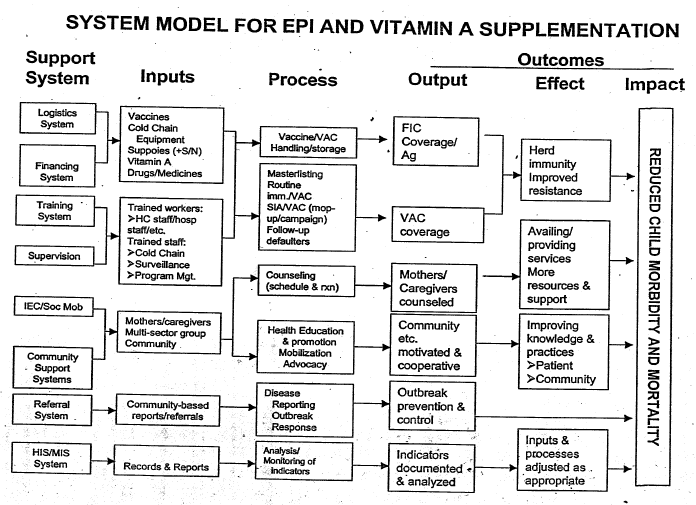 SYSTEM MODEL FOR EPI AND VITAMIN A SUPPLEMENTATION
Outcomes
Support
System
Inputs
Process
Output
Effect
Impact
Logistics
System
Financing
System
Training
System
Supervision
IEC/Soc Mob
Community
Support
Systems
Referral
System
HIS/MIS
System
Vaccines
Cold Chain
Equipment
Suppoies (+S/N)
Vitamin A
Drugs/Medicines
Trained workers:
➢HC staff/hosp
staff/etc.
Trained staff:
➢Cold Chain
➢Surveillance
➢Program Mgt.
Mothers/caregivers
Multi-sector group
Community
Community-based
reports/referrals
Records & Reports
Vaccine/VAC
Handling/storage
Masterlisting
Routine
imm./VAC
SIA/VAC (mop-
up/campaign)
Follow-up
defaulters
Counseling
(schedule & rxn)
Health Education
& promotion
Mobilization
Advocacy
Disease
Reporting
Outbreak
Response
Analysis/
Monitoring of
Indicators
FIC
Coverage/
Ag
VAC
coverage
Mothers/
Caregivers
counseled
Community
etc.
motivated &
cooperative
Outbreak
prevention &
control
Indicators
documented
& analyzed
Herd
immunity
Improved
resistance
Availing/
providing
services
More
resources &
support
Improving
knowledge &
practices
➢Patient
➢Community
Inputs &
processes
adjusted as
appropriate
REDUCED CHILD MORBIDITY AND MORTALITY